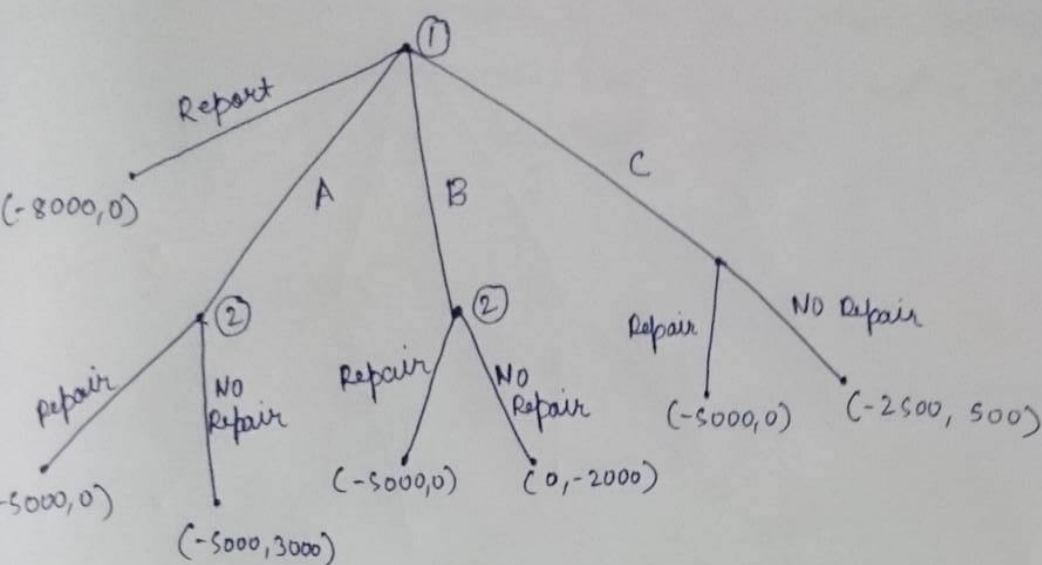 ①
Report
C
(-8000,0)
A
B
②
②
Repair
NO Repair
Repair
NO
Repair
Repair
NO
Repair
(-5000,0)
(-2500, 500)
-5000,0)
(-5000,0)
(0,-2000)
(-5000,3000)